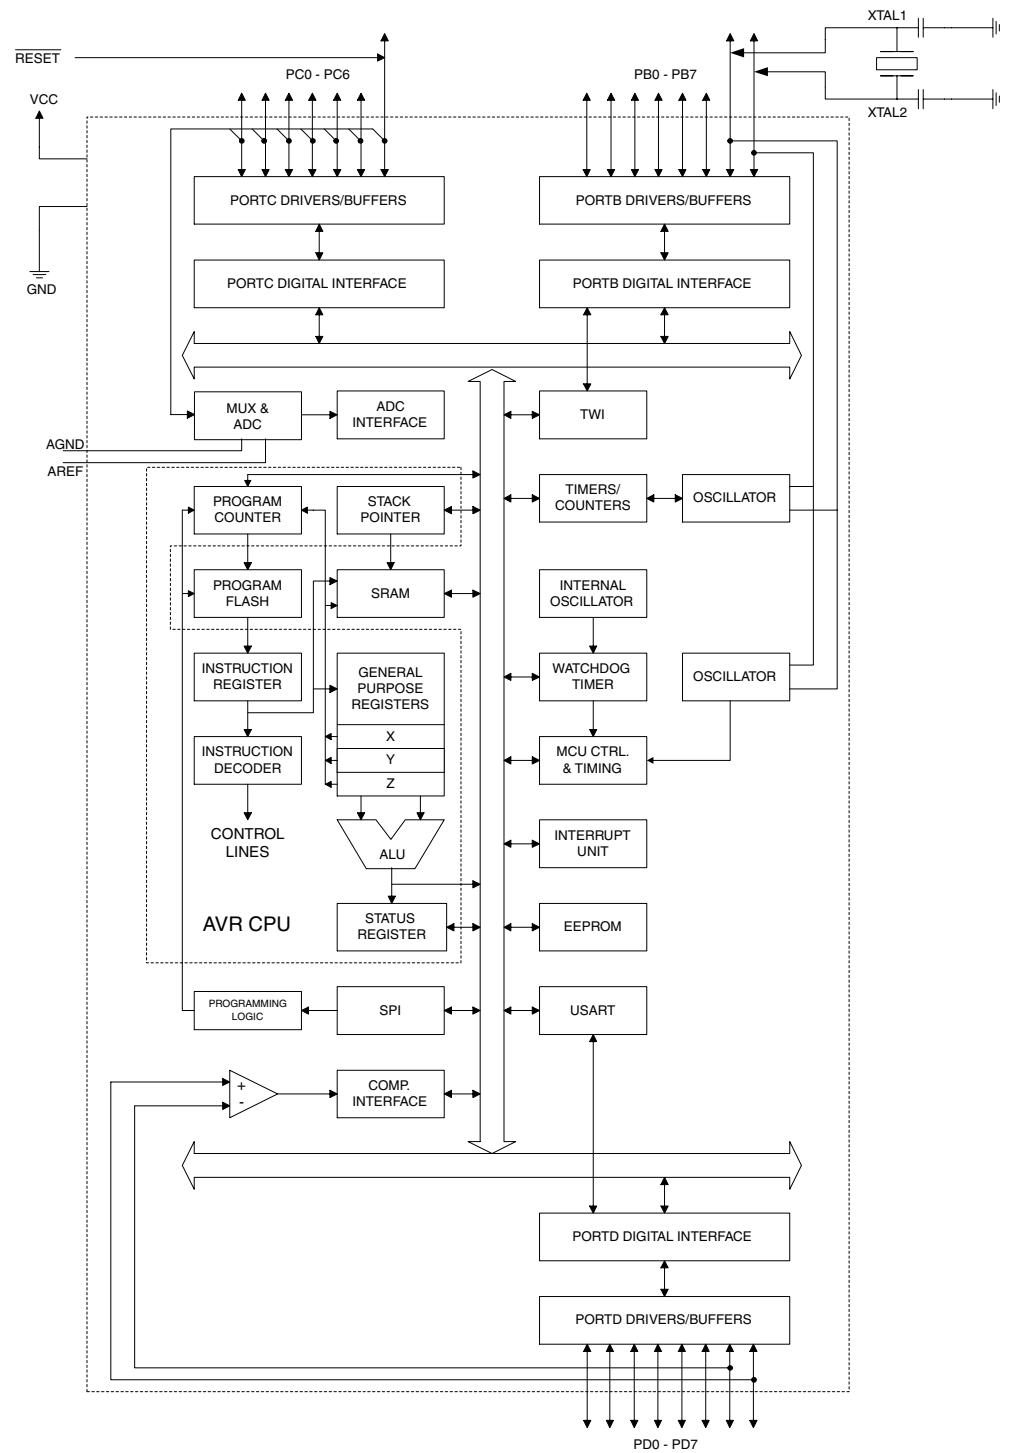 XTAL1
RESET
PC0 - PC6
PB0 - PB7
VCC
XTAL2
PORTC DRIVERS/BUFFERS
PORTB DRIVERS/BUFFERS
GND
PORTC DIGITAL INTERFACE
PORTB DIGITAL INTERFACE
MUX &
ADC
ADC
INTERFACE
TWI
AGND
AREF
PROGRAM
COUNTER
STACK
POINTER
TIMERS/
COUNTERS
OSCILLATOR
PROGRAM
FLASH
SRAM
INTERNAL
OSCILLATOR
INSTRUCTION
REGISTER
GENERAL
PURPOSE
REGISTERS
WATCHDOG
TIMER
OSCILLATOR
X
Y
Z
INSTRUCTION
DECODER
MCU CTRL.
& TIMING
CONTROL
LINES
ALU
INTERRUPT
UNIT
AVR CPU
STATUS
REGISTER
EEPROM
PROGRAMMING
LOGIC
SPI
USART
+
-
COMP.
INTERFACE
PORTD DIGITAL INTERFACE
PORTD DRIVERS/BUFFERS
PD0 - PD7